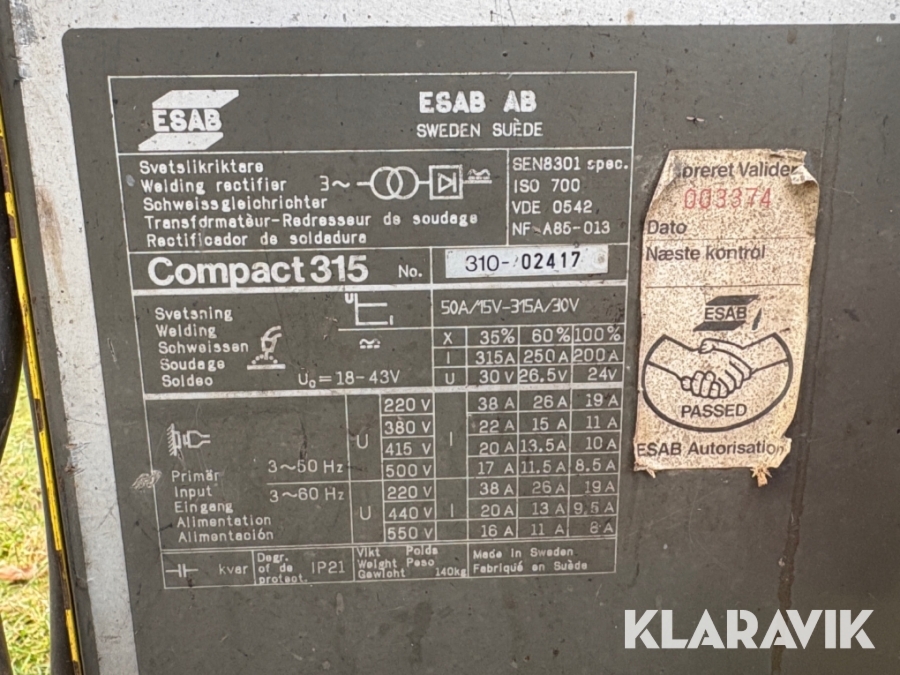 ESAB
ESAB AB
SWEDEN SUÈDE
Svetslikriktare
Welding rectifier 3~
Schweissgleichrichter
Transformateur-Redresseur de soudage
Rectificador de soldadura
SEN8301 spec.
ISO 700
VDE 0542
NF-A85-013
Compact 315 No. 310-02417
Svetsning
Welding
Schweissen
Soudage
Soldeo
U
I
U₀=18-43V
50A/15V-315A/30V
X 35% 60% 100%
I 315A 250A 200A
U 30V 26.5V 24V
Primär
Input
Eingang
Alimentation
Alimentación
3~50 Hz
U I
220 V 38 A 26 A 19 A
380 V 22 A 15 A 11 A
415 V 20 A 13.5 A 10 A
500 V 17 A 11.5 A 8.5 A
3~60 Hz
U I
220 V 38 A 26 A 19 A
440 V 20 A 13 A 9,5 A
550 V 16 A 11 A 8 A
kvar
Degr.
of de
protect.
IP21
Vikt Poids
Weight Peso
Gewicht 140kg
Made in Sweden
Fabriqué en Suède
oreret Valider
003374
Dato
Næste kontrol
ESAB
PASSED
ESAB Autorisation
KLARAVIK